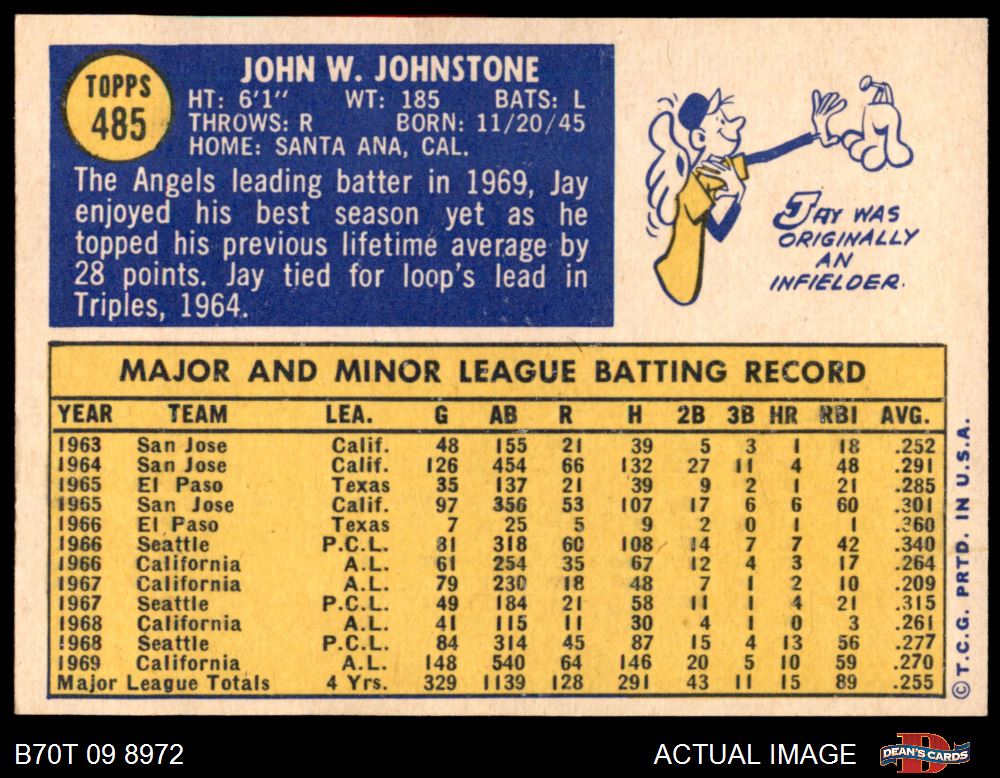 TOPPS
485
JOHN W. JOHNSTONE
HT: 6'1" WT: 185 BATS: L
THROWS: R BORN: 11/20/45
HOME: SANTA ANA, CAL.
The Angels leading batter in 1969, Jay
enjoyed his best season yet as he
topped his previous lifetime average by
28 points. Jay tied for loop's lead in
Triples, 1964.
JAY WAS
ORIGINALLY
AN
INFIELDER.
MAJOR AND MINOR LEAGUE BATTING RECORD
YEAR TEAM LEA. G AB R H 2B 3B HR RBI AVG.
1963 San Jose Calif. 48 155 21 39 5 3 1 18 .252
1964 San Jose Calif. 126 454 66 132 27 11 4 48 .291
1965 El Paso Texas 35 137 21 39 9 2 1 21 .285
1965 San Jose Calif. 97 356 53 107 17 6 6 60 .301
1966 El Paso Texas 7 25 5 9 2 0 1 1 .360
1966 Seattle P.C.L. 81 318 60 108 14 7 7 42 .340
1966 California A.L. 61 254 35 67 12 4 3 17 .264
1967 California A.L. 79 230 18 48 7 1 2 10 .209
1967 Seattle P.C.L. 49 184 21 58 11 1 4 21 .315
1968 California A.L. 41 115 11 30 4 1 0 3 .261
1968 Seattle P.C.L. 84 314 45 87 15 4 13 56 .277
1969 California A.L. 148 540 64 146 20 5 10 59 .270
Major League Totals 4 Yrs. 329 1139 128 291 43 11 15 89 .255
© T.C.G. PRTD. IN U.S.A.
B70T 09 8972
ACTUAL IMAGE
DEAN'S CARDS